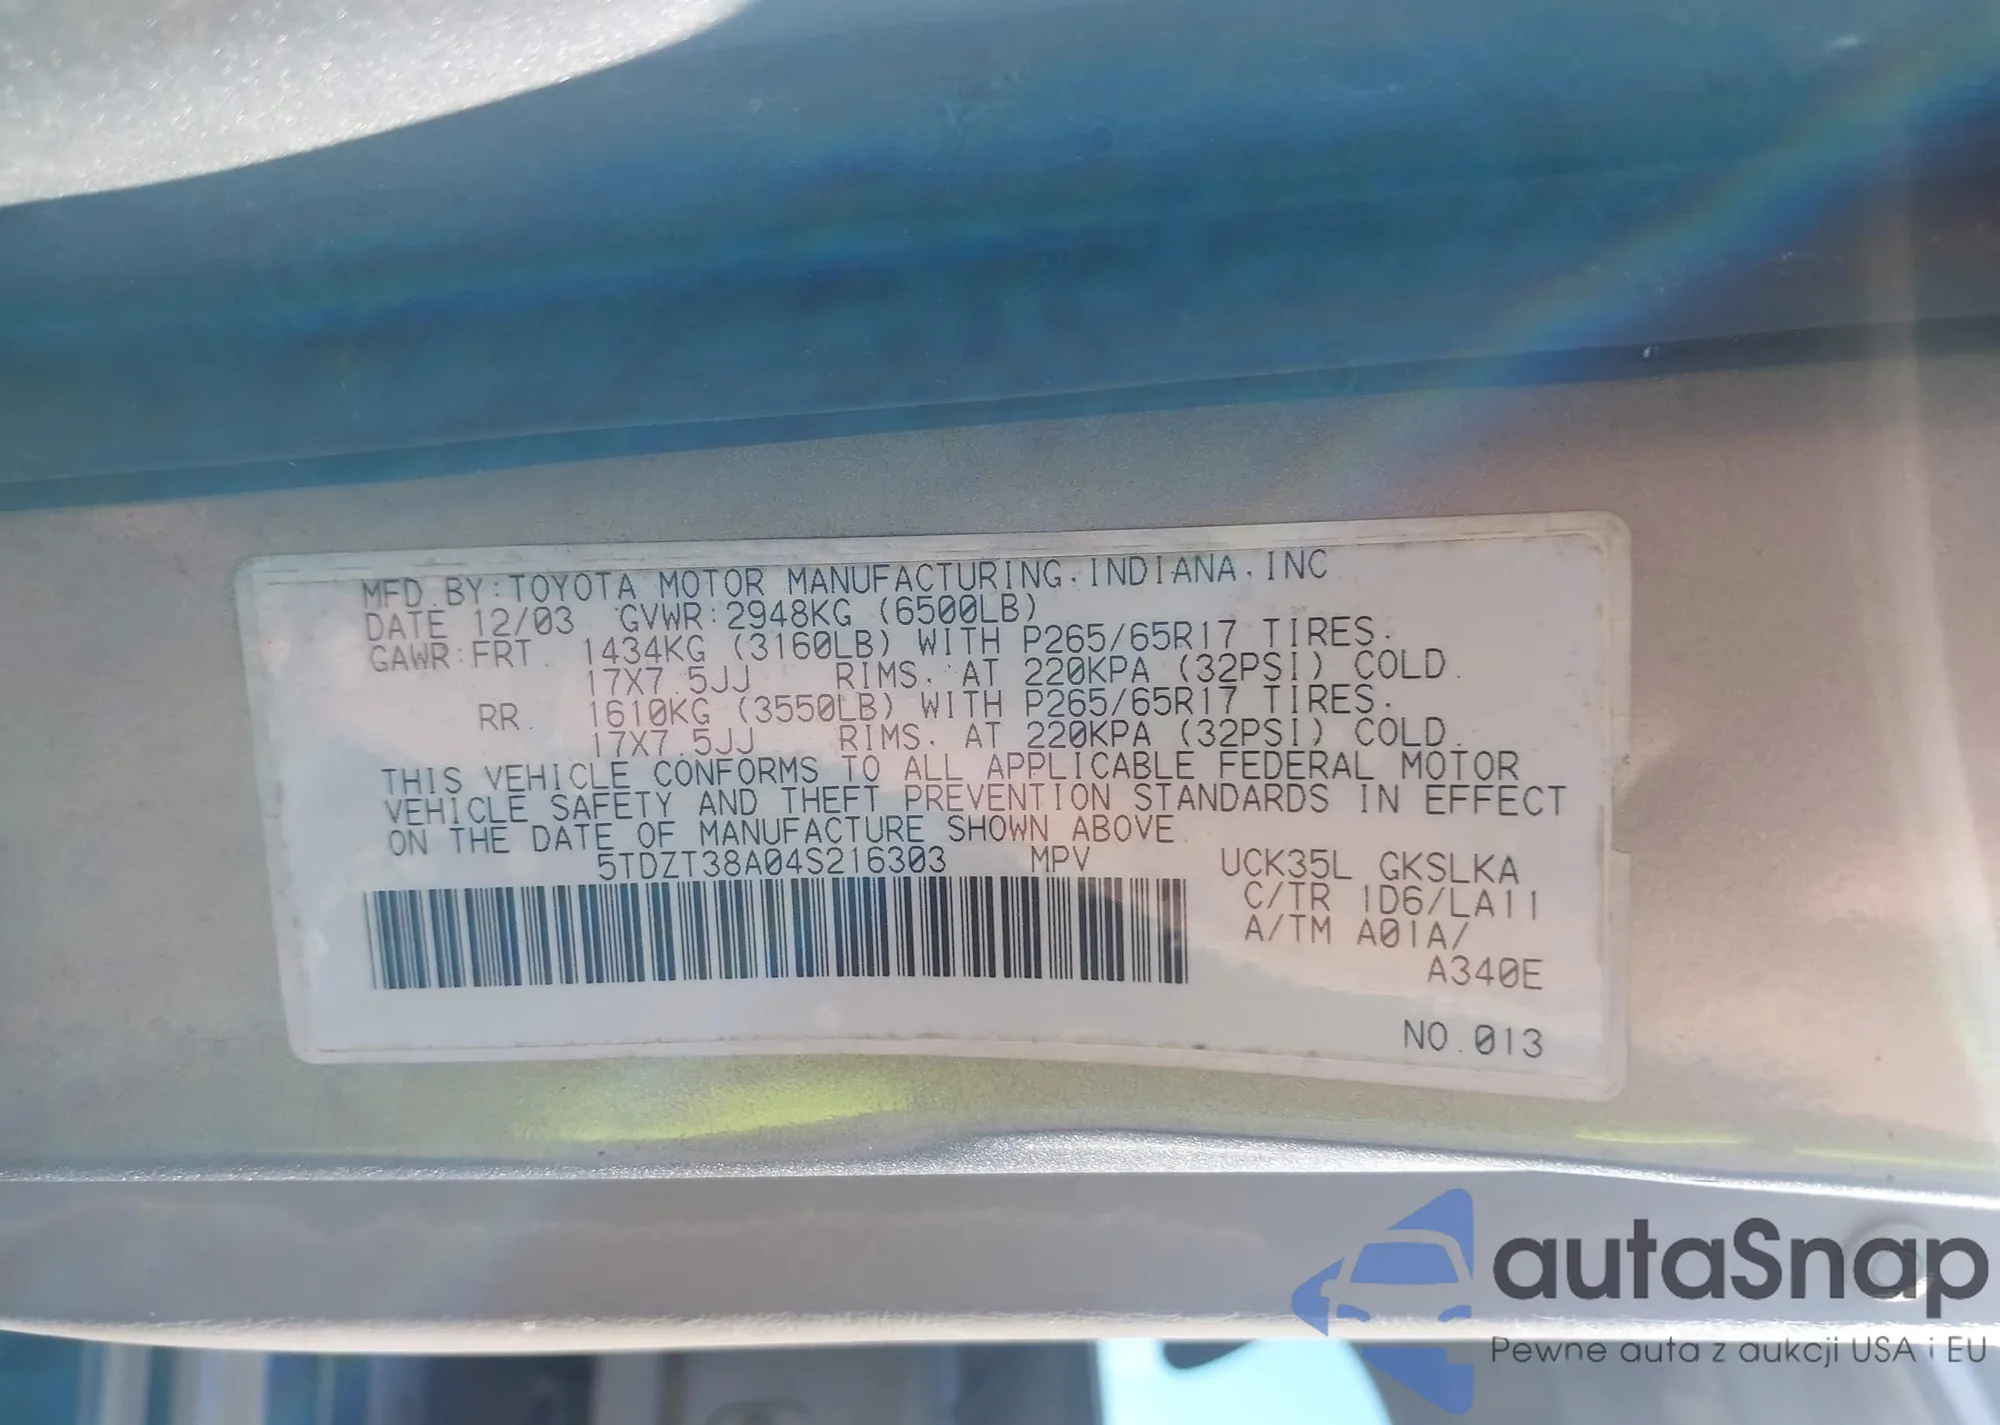 MFD.BY:TOYOTA MOTOR MANUFACTURING,INDIANA,INC
DATE 12/03 GVWR:2948KG (6500LB)
GAWR:FRT. 1434KG (3160LB) WITH P265/65R17 TIRES,
17X7.5JJ RIMS, AT 220KPA (32PSI) COLD.
RR. 1610KG (3550LB) WITH P265/65R17 TIRES,
17X7.5JJ RIMS, AT 220KPA (32PSI) COLD.
THIS VEHICLE CONFORMS TO ALL APPLICABLE FEDERAL MOTOR
VEHICLE SAFETY AND THEFT PREVENTION STANDARDS IN EFFECT
ON THE DATE OF MANUFACTURE SHOWN ABOVE.
5TDZT38A04S216303 MPV UCK35L GKSLKA
C/TR 1D6/LA11
A/TM A01A/
A340E
NO.013
autaSnap
Pewne auta z aukcji USA i EU